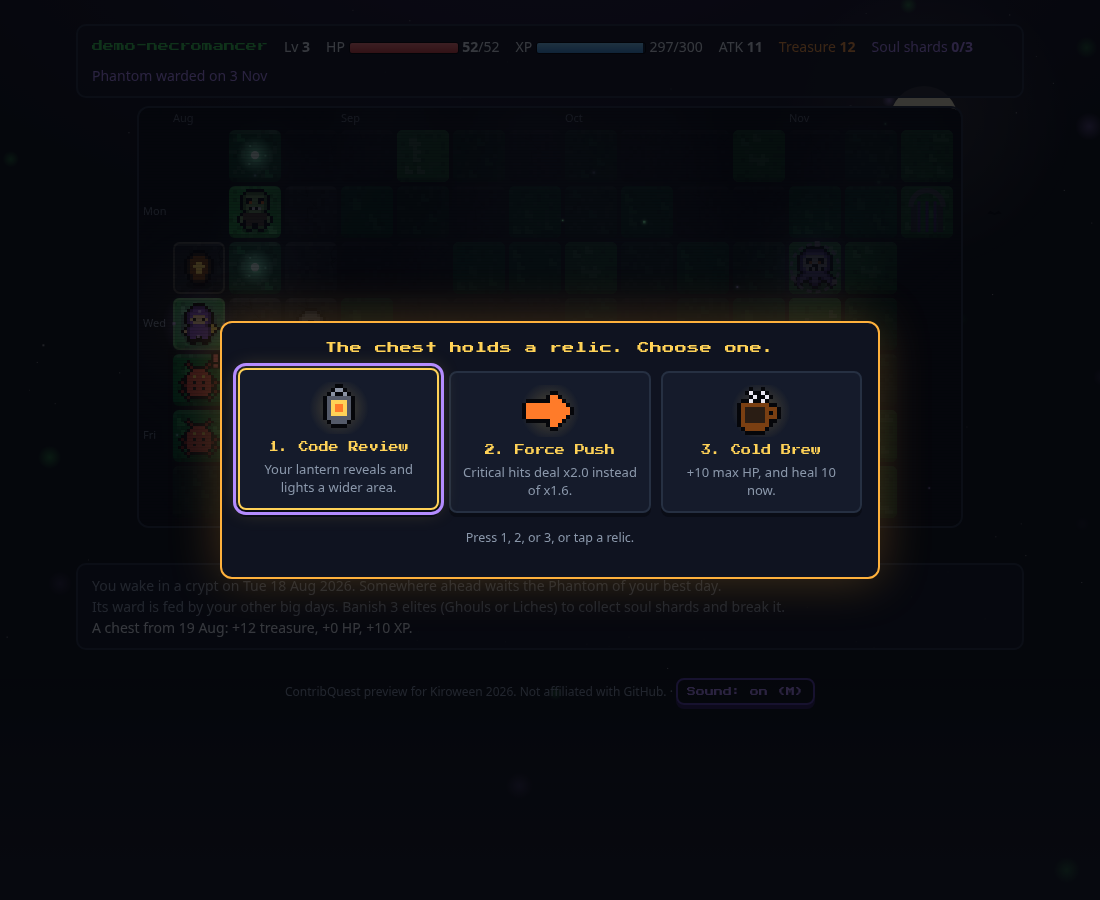 demo-necromancer Lv 3 HP 52/52 XP 297/300 ATK 11 Treasure 12 Soul shards 0/3
Phantom warded on 3 Nov
Aug Sep Oct Nov
Mon
Wed
Fri
The chest holds a relic. Choose one.
1. Code Review
Your lantern reveals and
lights a wider area.
2. Force Push
Critical hits deal x2.0 instead
of x1.6.
3. Cold Brew
+10 max HP, and heal 10
now.
Press 1, 2, or 3, or tap a relic.
You wake in a crypt on Tue 18 Aug 2026. Somewhere ahead waits the Phantom of your best day.
Its ward is fed by your other big days. Banish 3 elites (Ghouls or Liches) to collect soul shards and break it.
A chest from 19 Aug: +12 treasure, +0 HP, +10 XP.
ContribQuest preview for Kiroween 2026. Not affiliated with GitHub. · Sound: on (M)